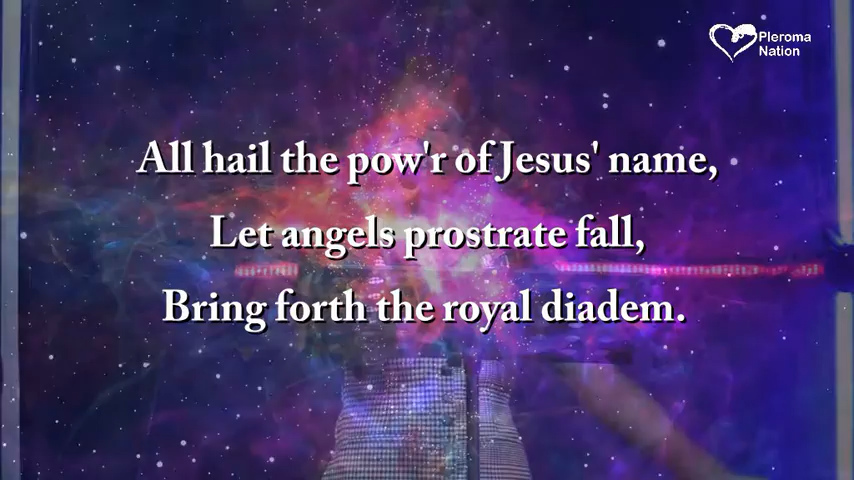 Pleroma
Nation
All hail the pow'r of Jesus' name,
Let angels prostrate fall,
Bring forth the royal diadem.